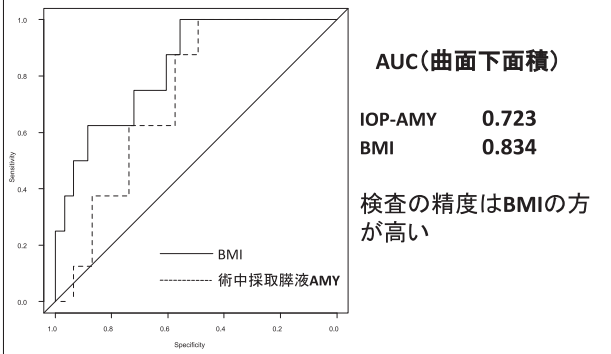 1.0
0.8
0.6
0.4
0.2
0.0
Sensitivity
1.0
0.8
0.6
0.4
0.2
0.0
Specificity
BMI
術中採取膵液AMY
AUC（曲面下面積）
IOP-AMY 0.723
BMI 0.834
検査の精度はBMIの方
が高い